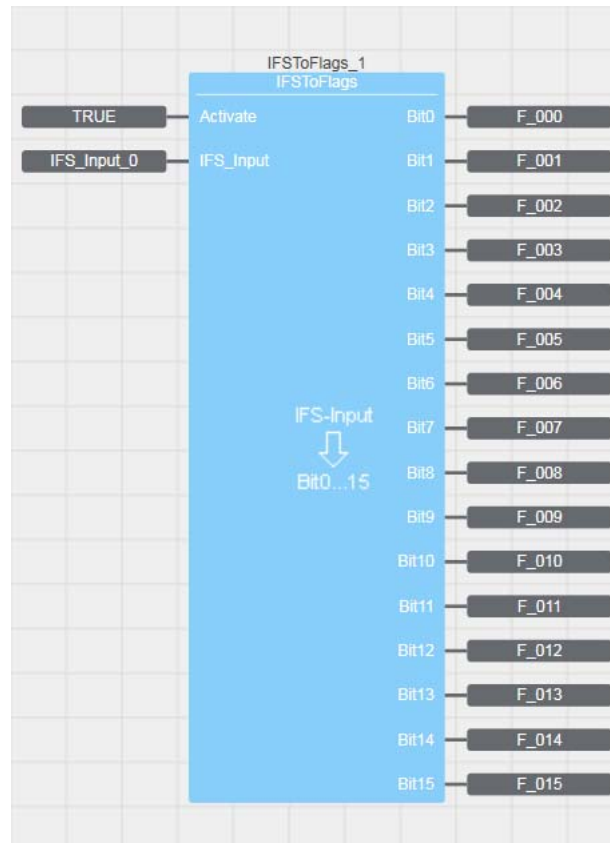 IFSToFlags_1
IFSToFlags
TRUE Activate Bit0 F_000
IFS_Input_0 IFS_Input Bit1 F_001
Bit2 F_002
Bit3 F_003
Bit4 F_004
Bit5 F_005
Bit6 F_006
IFS-Input
Bit7 F_007
Bit0...15
Bit8 F_008
Bit9 F_009
Bit10 F_010
Bit11 F_011
Bit12 F_012
Bit13 F_013
Bit14 F_014
Bit15 F_015